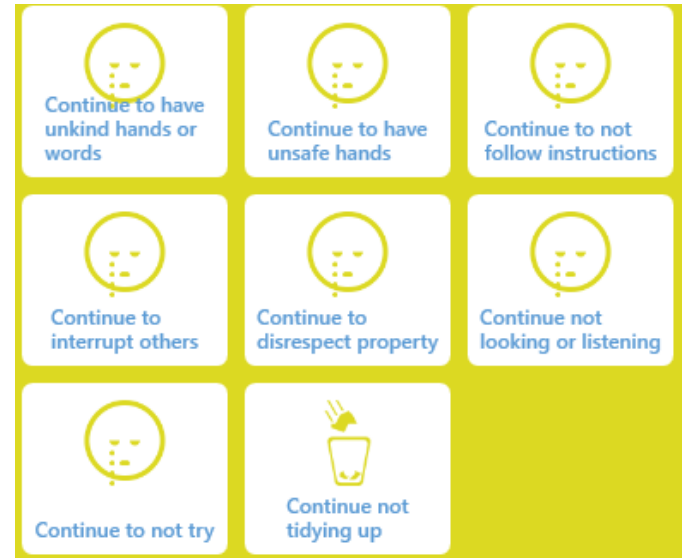 Continue to have
unkind hands or
words
Continue to have
unsafe hands
Continue to not
follow instructions
Continue to
interrupt others
Continue to
disrespect property
Continue not
looking or listening
Continue to not try
Continue not
tidying up